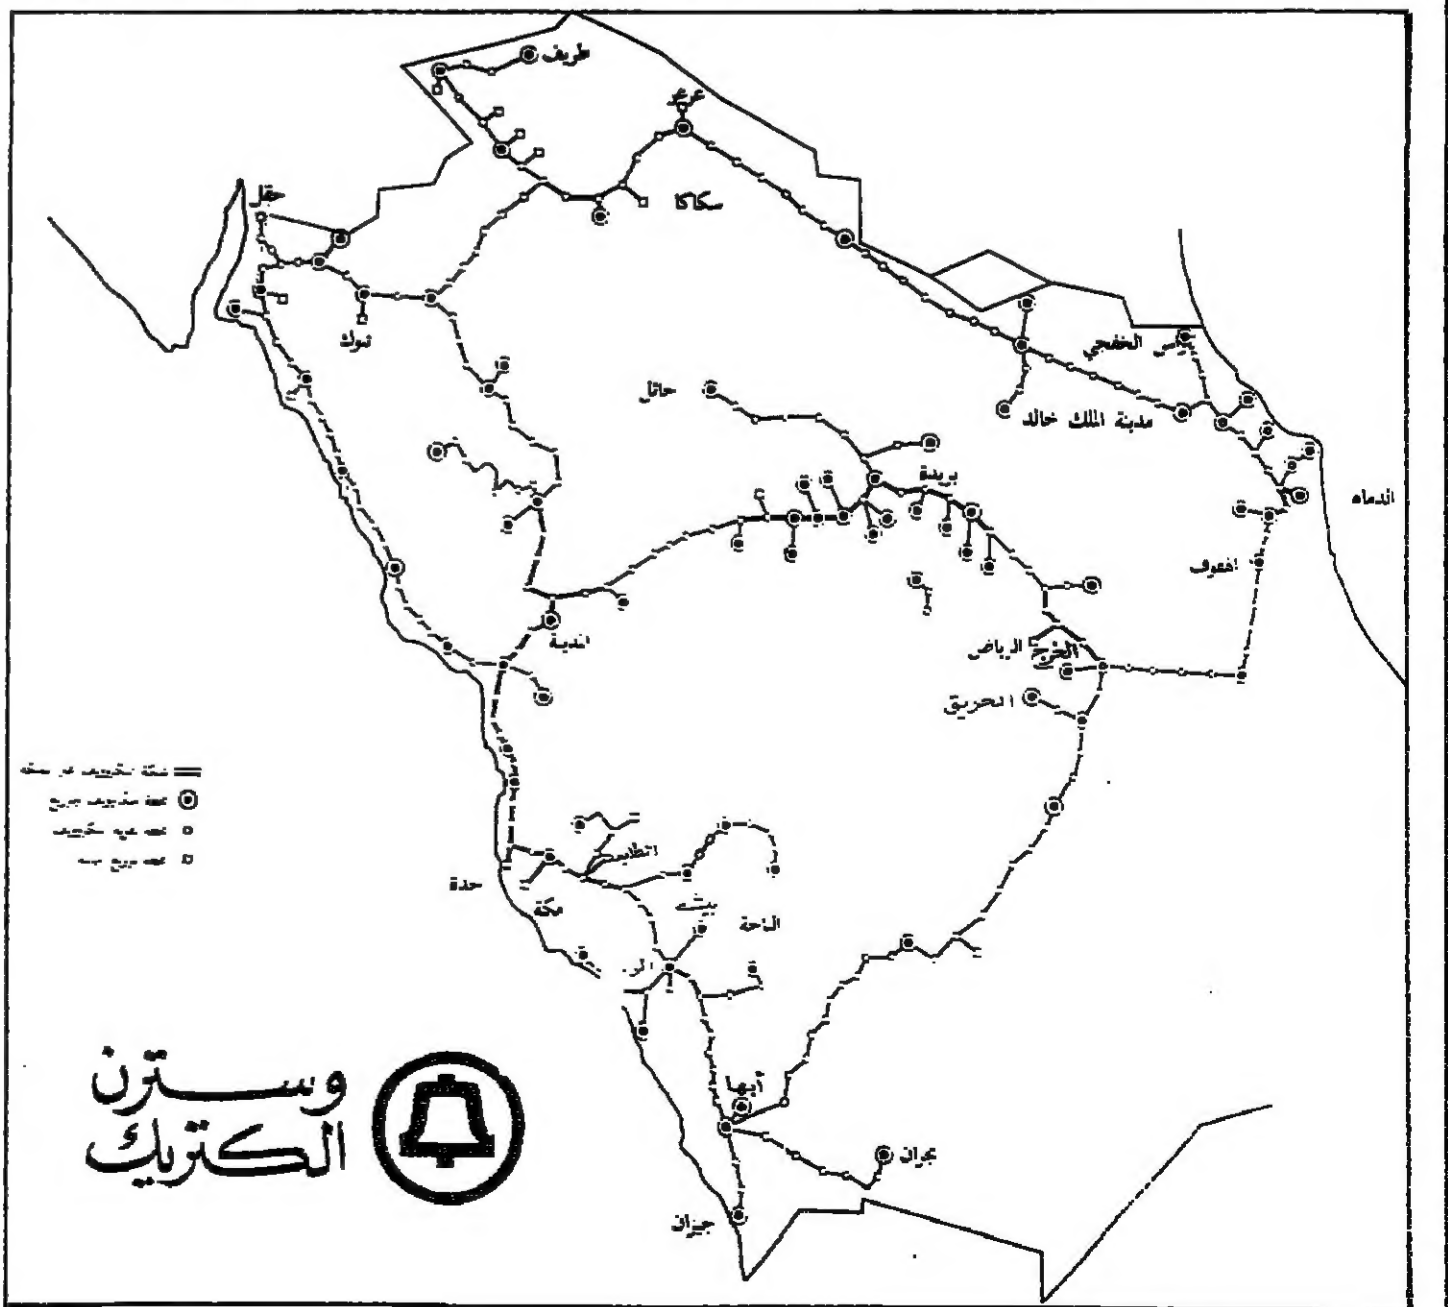 طريف
عرعر
حقل
سكاكا
تبوك
رأس الخفجي
حائل
مدينة الملك خالد
بريدة
الدمام
الهفوف
المدينة
الرياض
الخرج
الحريق
الطائف
جدة
مكة
بيشة
الباحة
أبها
نجران
جيزان
وسترن
الكتريك